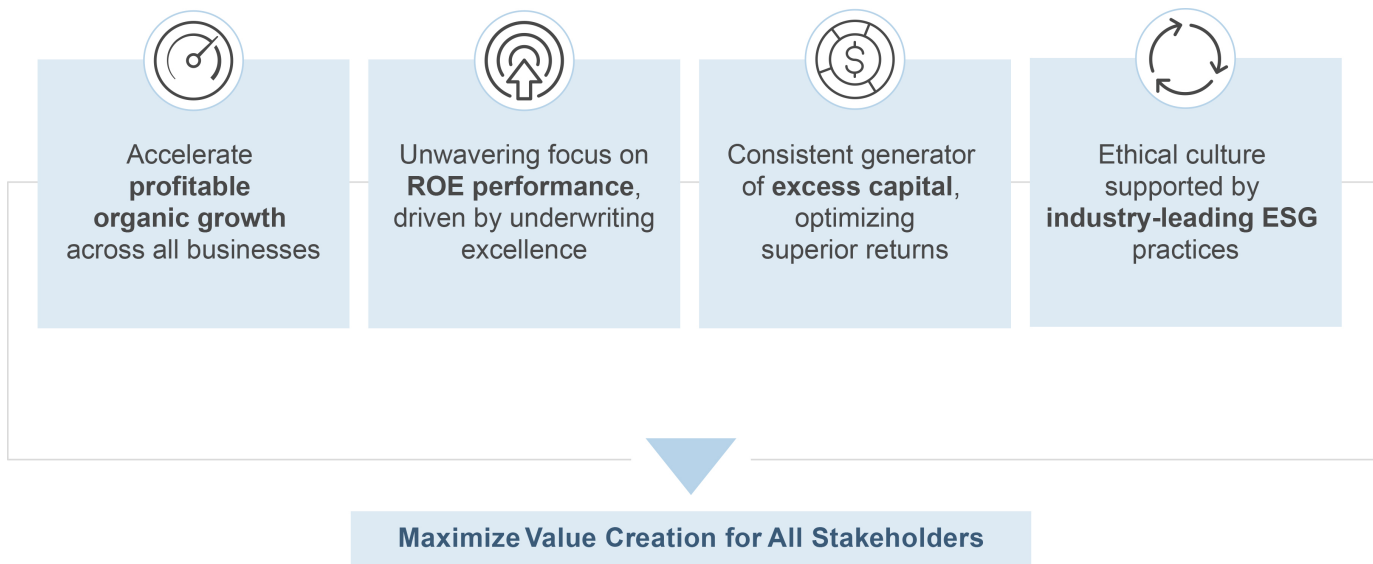 Accelerate
profitable
organic growth
across all businesses
Unwavering focus on
ROE performance,
driven by underwriting
excellence
$
Consistent generator
of excess capital,
optimizing
superior returns
Ethical culture
supported by
industry-leading ESG
practices
Maximize Value Creation for All Stakeholders